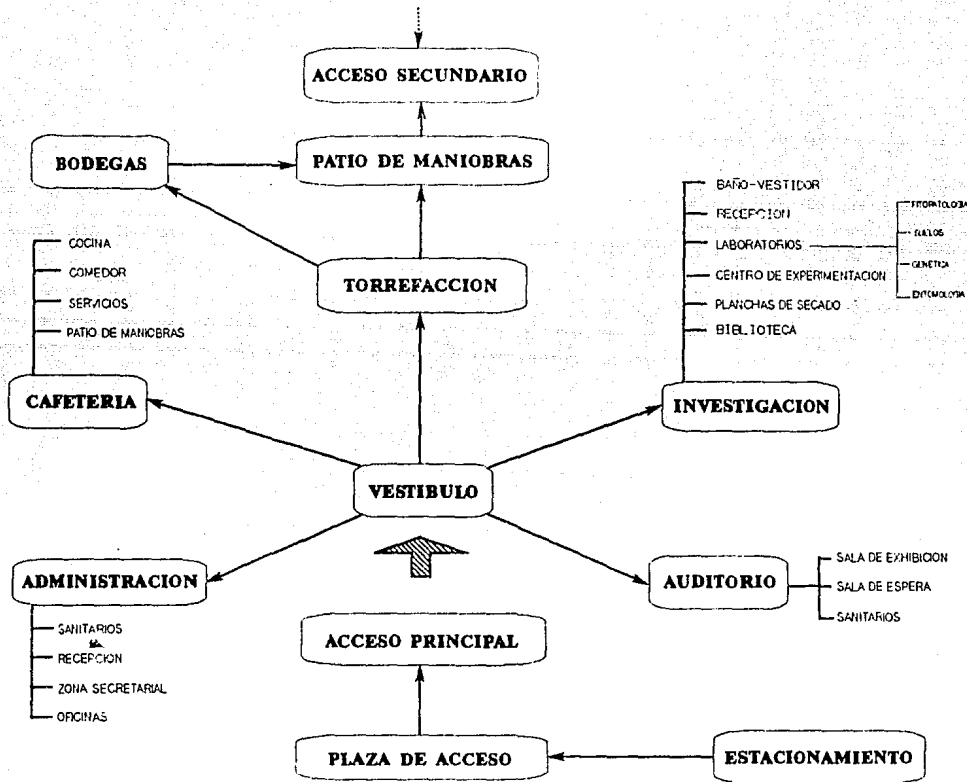 ACCESO SECUNDARIO
BODEGAS
PATIO DE MANIOBRAS
COCINA
COMEDOR
SERVICIOS
PATIO DE MANIOBRAS
TORREFACCION
BAÑO-VESTIDOR
RECEPCION
LABORATORIOS
CENTRO DE EXPERIMENTACION
PLANCHAS DE SECADO
BIBLIOTECA
FITOPATOLOGIA
SUELOS
GENETICA
ENTOMOLOGIA
CAFETERIA
INVESTIGACION
VESTIBULO
ADMINISTRACION
SANITARIOS
RECEPCION
ZONA SECRETARIAL
OFICINAS
AUDITORIO
SALA DE EXHIBICION
SALA DE ESPERA
SANITARIOS
ACCESO PRINCIPAL
PLAZA DE ACCESO
ESTACIONAMIENTO